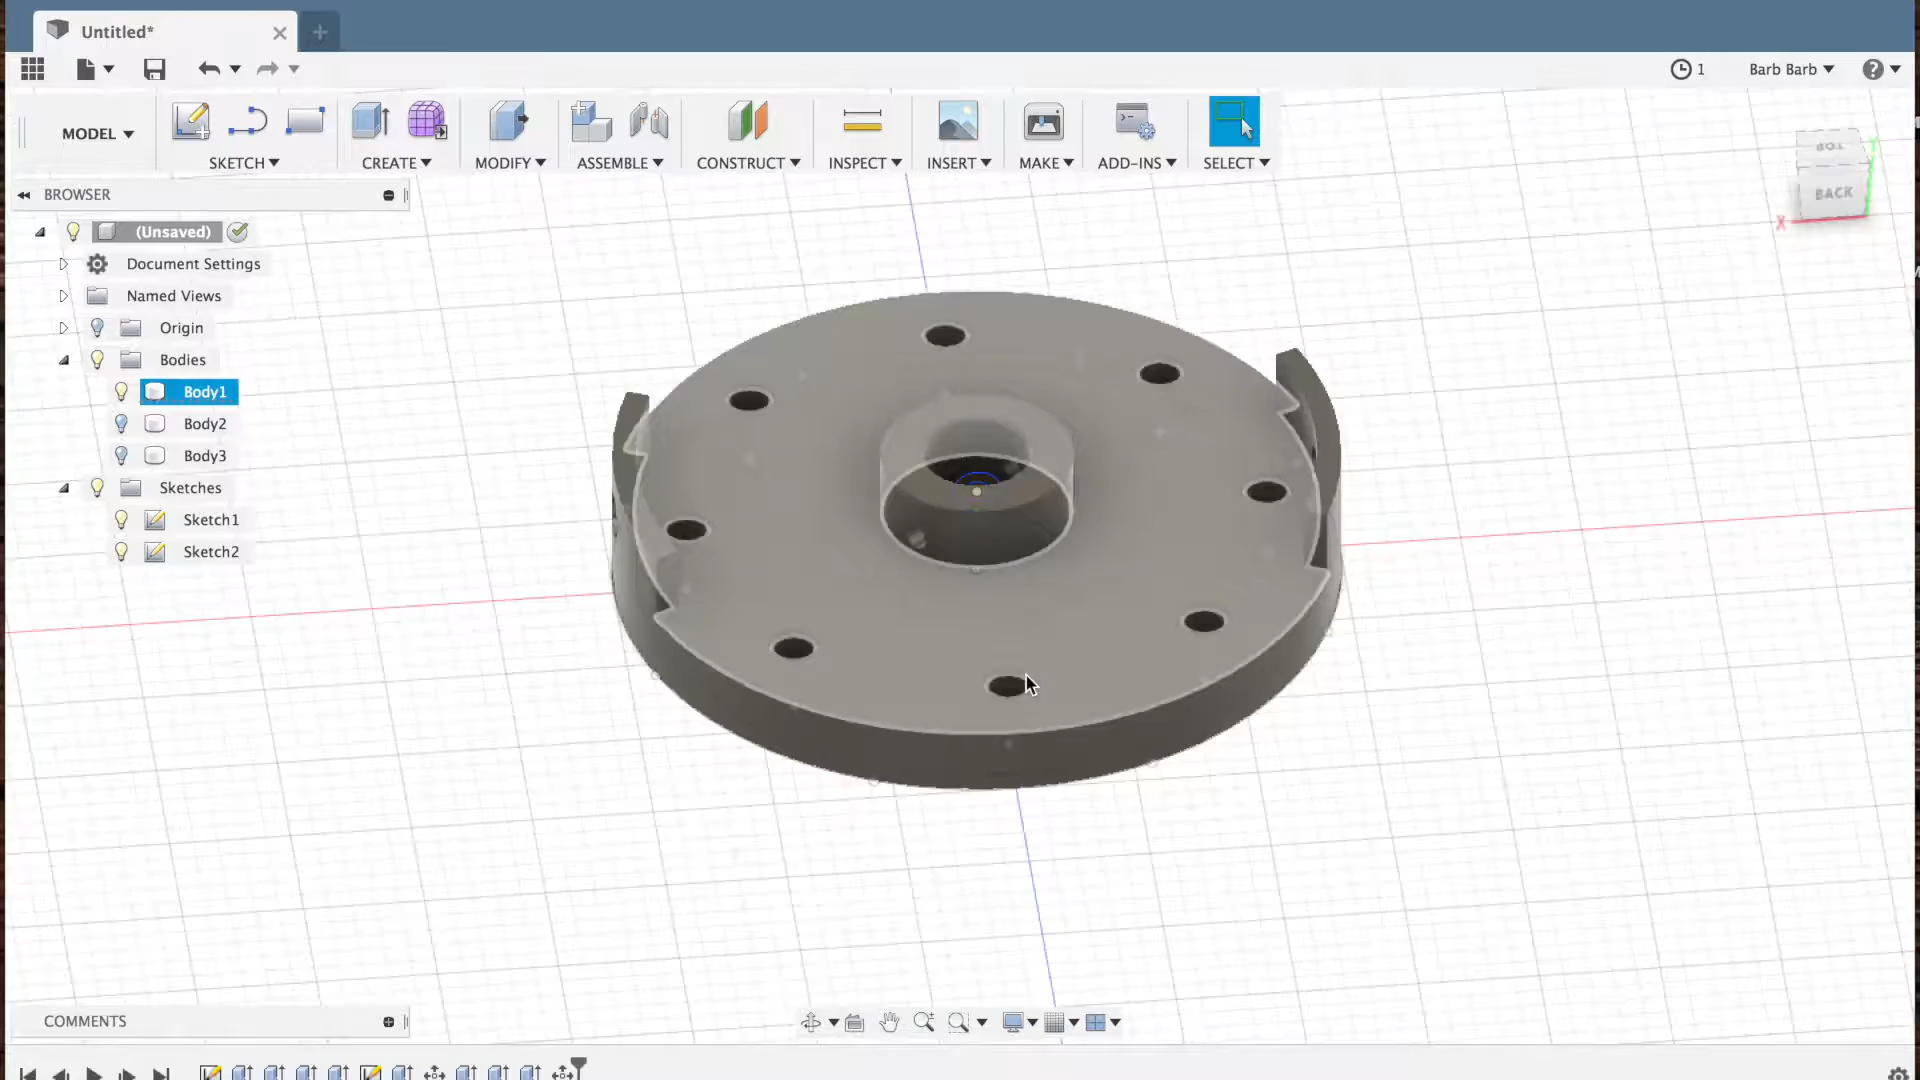 Untitled*
1
Barb Barb
?
MODEL
SKETCH
CREATE
MODIFY
ASSEMBLE
CONSTRUCT
INSPECT
INSERT
MAKE
ADD-INS
SELECT
TOP
BACK
X
Y
BROWSER
(Unsaved)
Document Settings
Named Views
Origin
Bodies
Body1
Body2
Body3
Sketches
Sketch1
Sketch2
COMMENTS